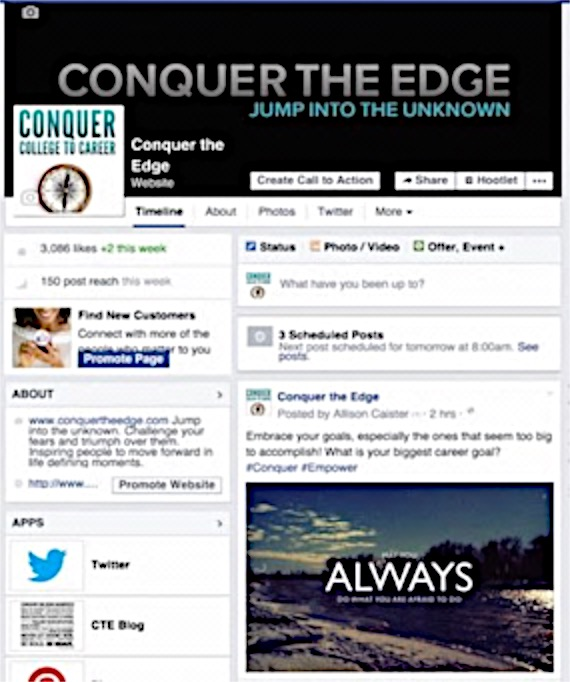 CONQUER THE EDGE
JUMP INTO THE UNKNOWN
CONQUER
COLLEGE TO CAREER
Conquer the
Edge
Website
Create Call to Action
Share
Hootlet
Timeline
About
Photos
Twitter
More
3,086 likes +2 this week
150 post reach this week
Find New Customers
Connect with more of the
people who matter to you
Promote Page
ABOUT
www.conquertheedge.com Jump
into the unknown. Challenge your
fears and triumph over them.
Inspiring people to move forward in
life defining moments.
http://www....
Promote Website
APPS
Twitter
CTE Blog
Status
Photo / Video
Offer, Event +
What have you been up to?
3 Scheduled Posts
Next post scheduled for tomorrow at 8:00am. See
posts.
Conquer the Edge
Posted by Allison Caister · 2 hrs ·
Embrace your goals, especially the ones that seem too big
to accomplish! What is your biggest career goal?
#Conquer #Empower
ALWAYS
DO WHAT YOU ARE AFRAID TO DO